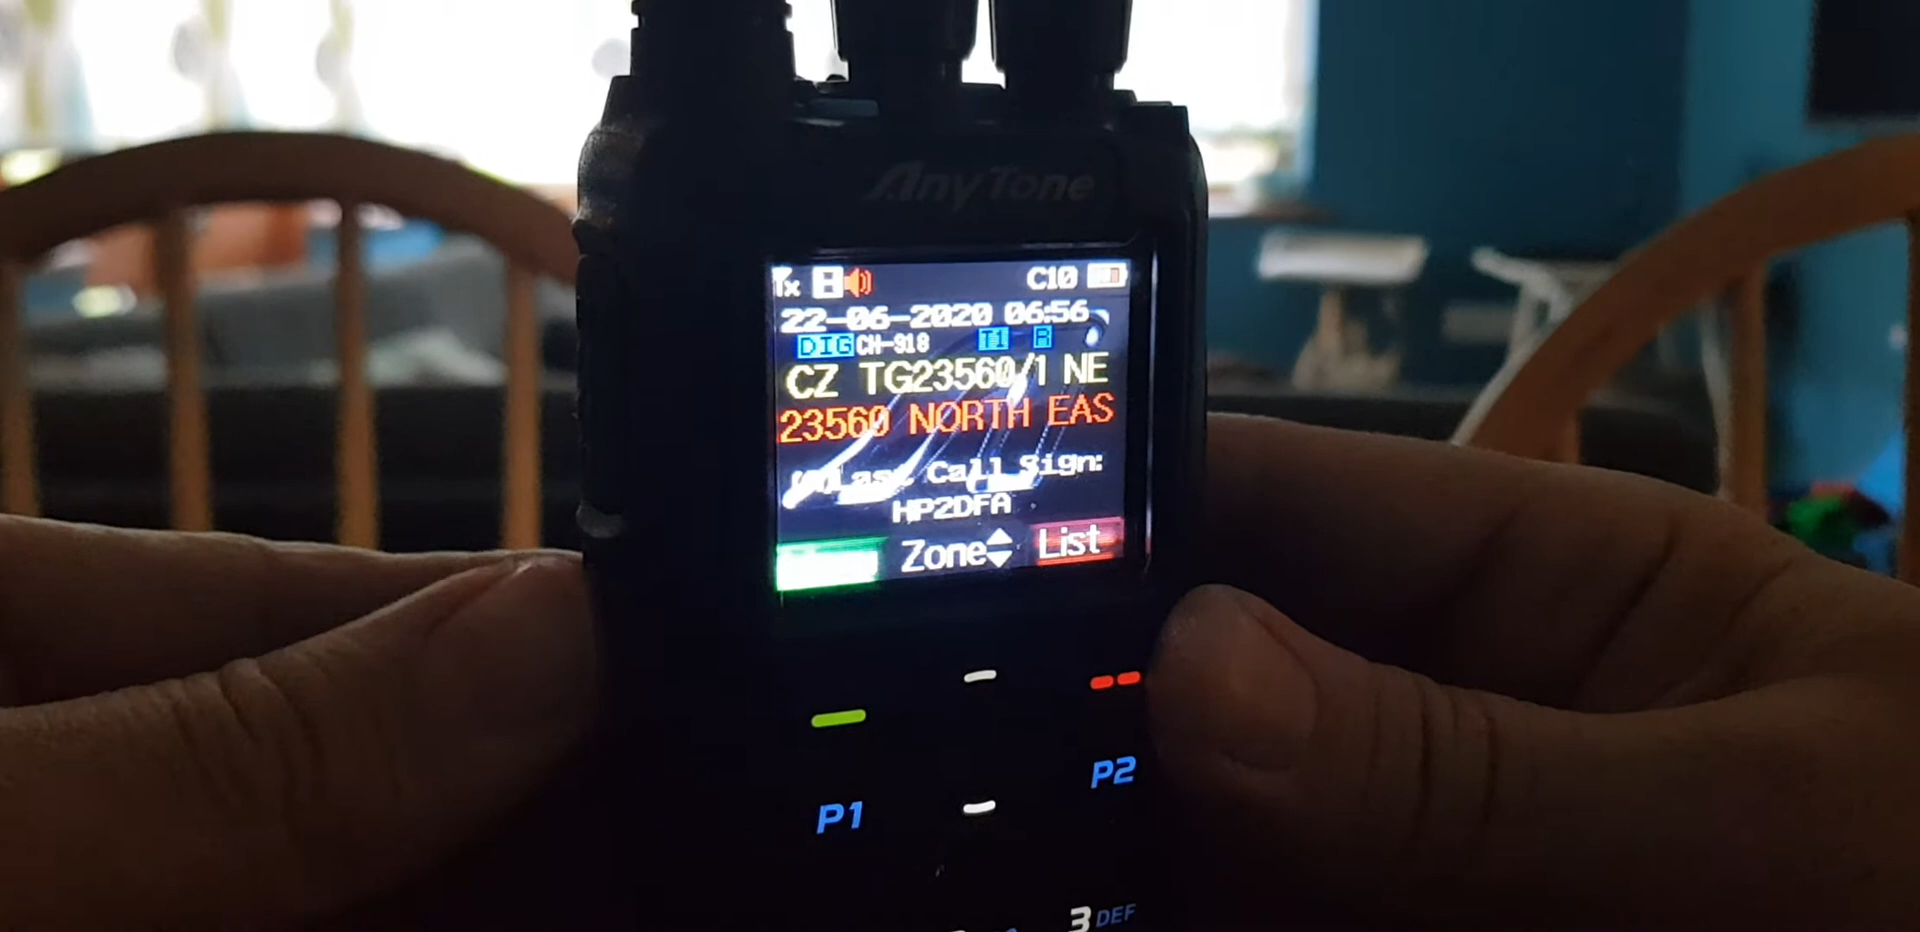 AnyTone
Tx H C10
22-06-2020 06:56
DIG CH-918 T1 R
CZ TG23560/1 NE
23560 NORTH EAS
Last Call Sign:
HP2DFA
Zone List
P1 P2
3 DEF